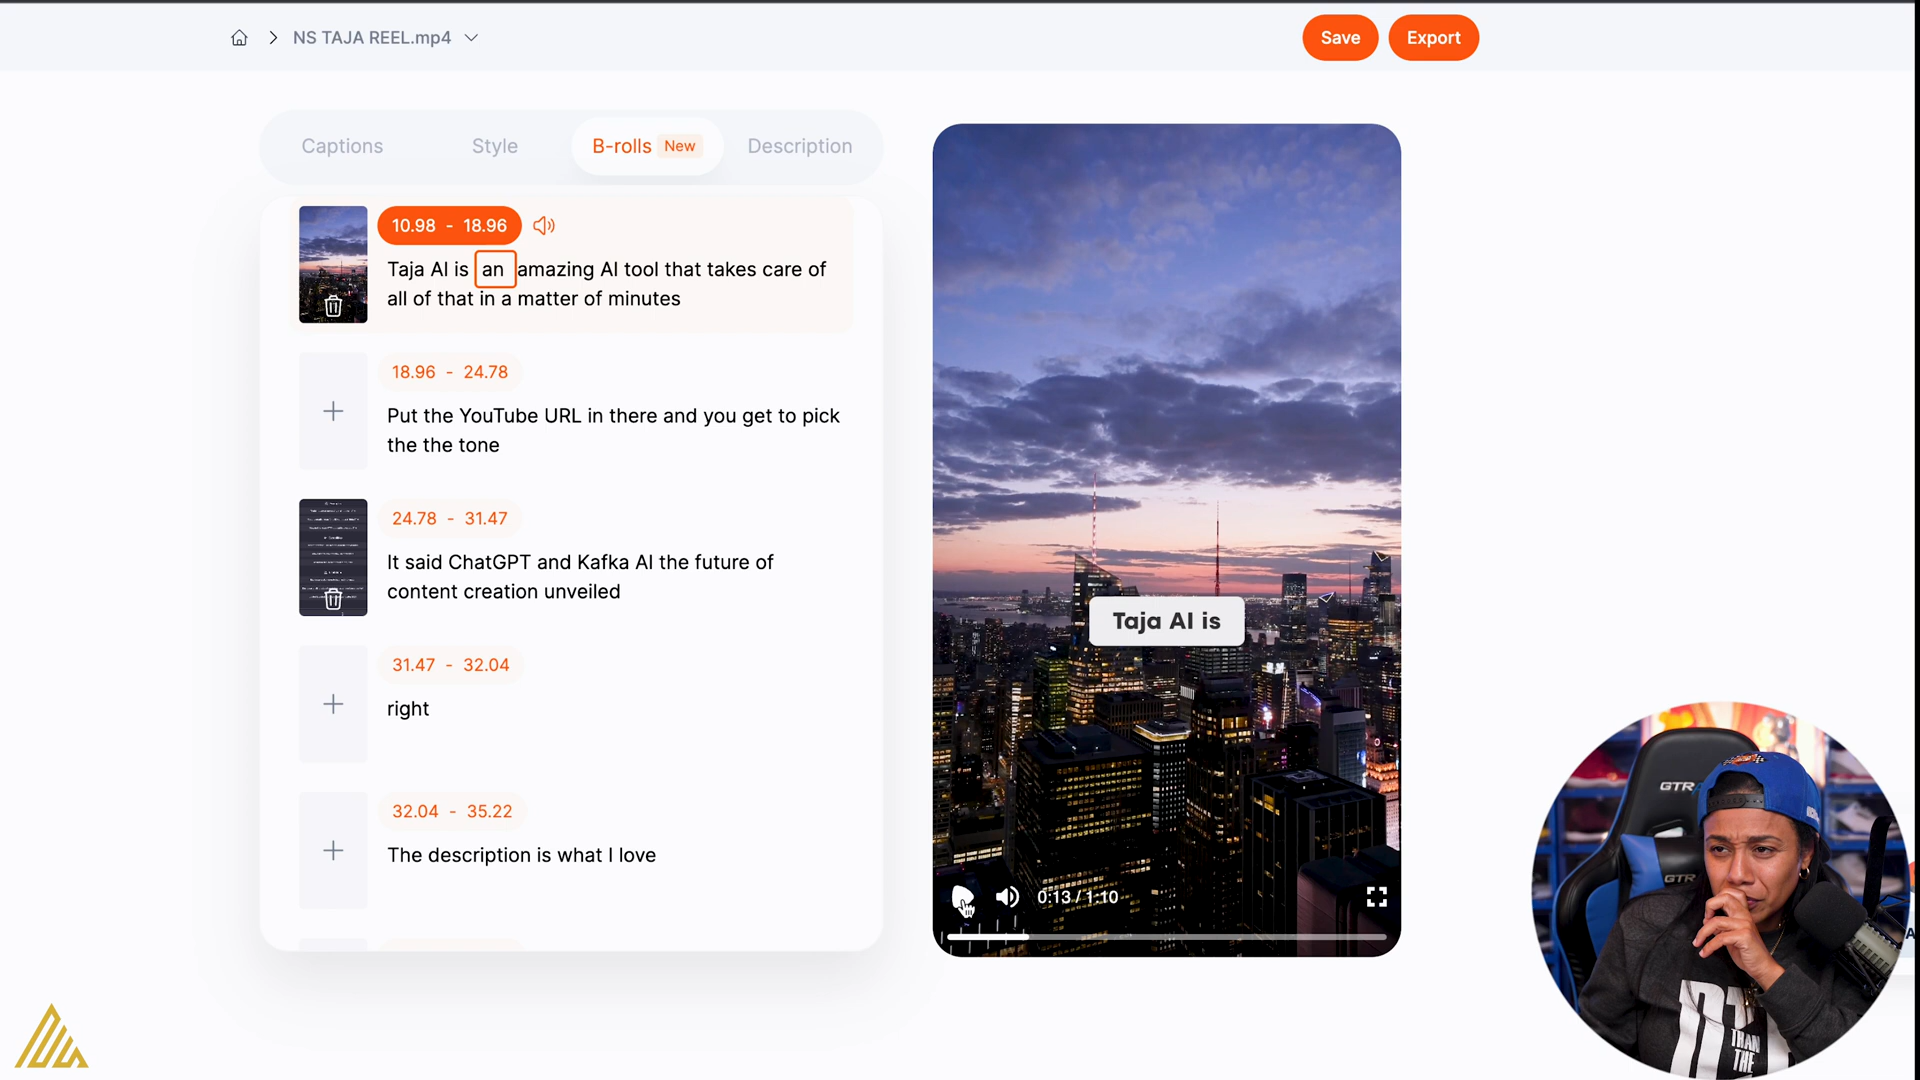 NS TAJA REEL.mp4
Save
Export
Captions
Style
B-rolls New
Description
10.98 - 18.96
Taja AI is an amazing AI tool that takes care of
all of that in a matter of minutes
18.96 - 24.78
Put the YouTube URL in there and you get to pick
the the tone
24.78 - 31.47
It said ChatGPT and Kafka AI the future of
content creation unveiled
31.47 - 32.04
right
32.04 - 35.22
The description is what I love
Taja AI is
0:13 / 1:10
GTR
GTR
THAN
THE